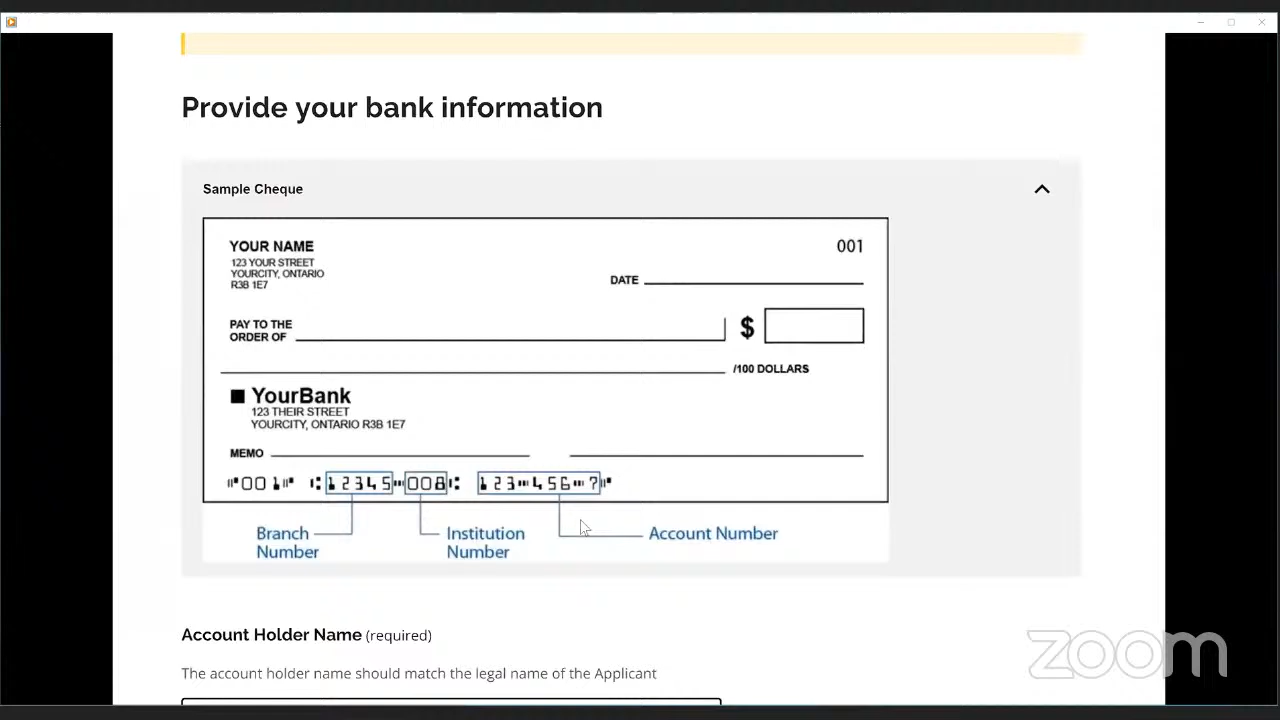 Provide your bank information
Sample Cheque
YOUR NAME
001
123 YOUR STREET
YOURCITY, ONTARIO
R3B 1E7
DATE
PAY TO THE
ORDER OF
$
/100 DOLLARS
YourBank
123 THEIR STREET
YOURCITY, ONTARIO R3B 1E7
MEMO
⑈001⑈ ⑆12345⑉008⑆ 123⑉456⑉7⑈
Branch
Number
Institution
Number
Account Number
Account Holder Name (required)
The account holder name should match the legal name of the Applicant
zoom